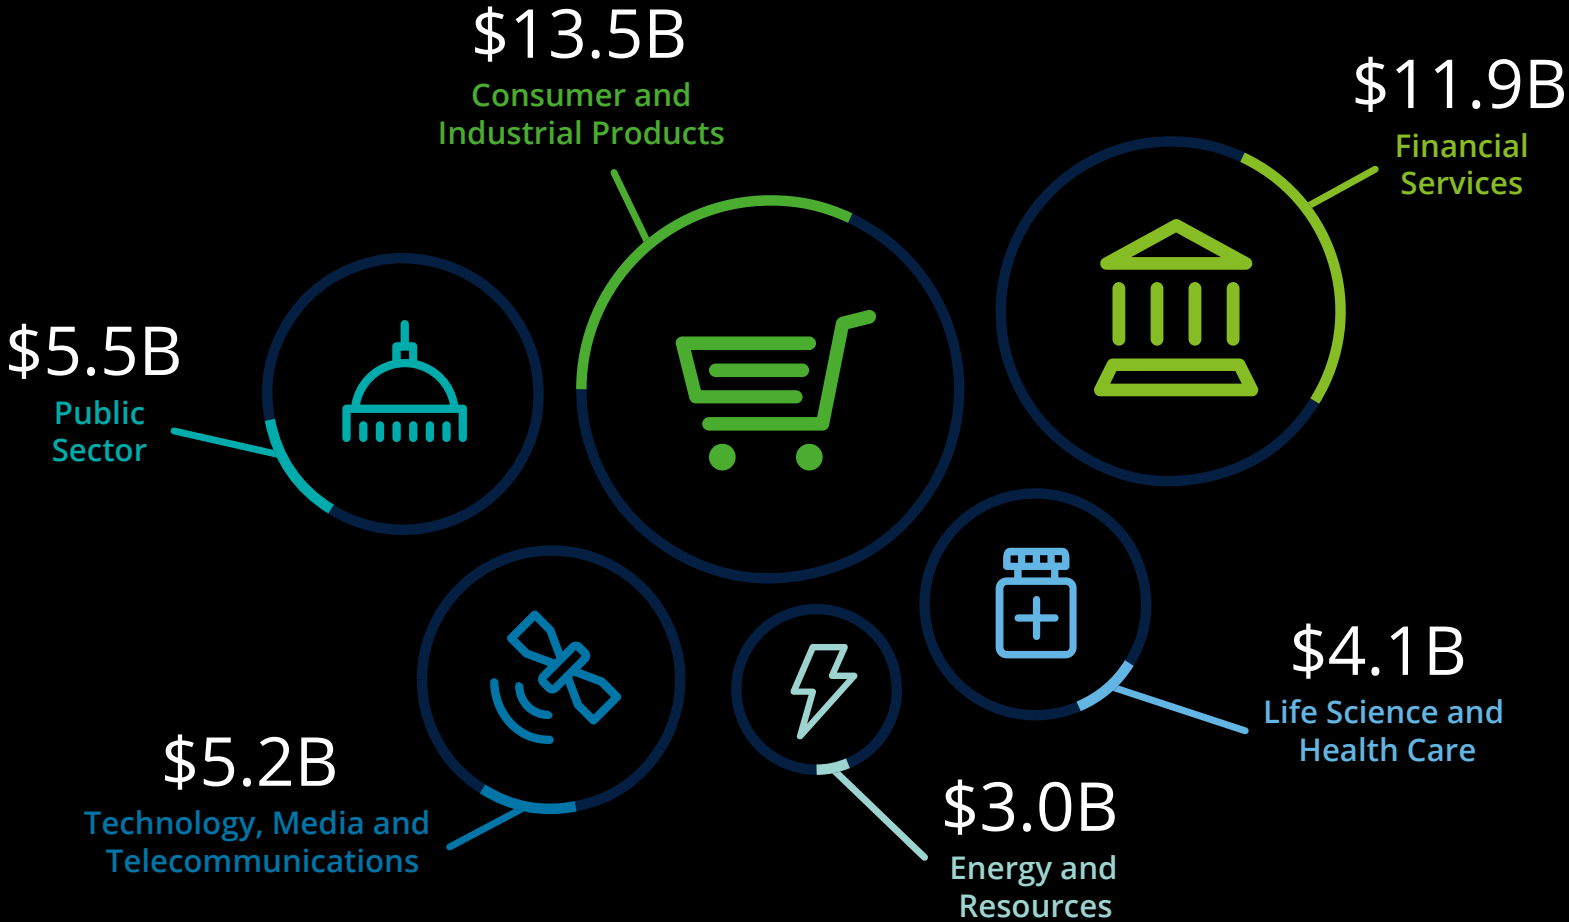 $13.5B
Consumer and
Industrial Products
$11.9B
Financial
Services
$5.5B
Public
Sector
$4.1B
Life Science and
Health Care
$5.2B
Technology, Media and
Telecommunications
$3.0B
Energy and
Resources